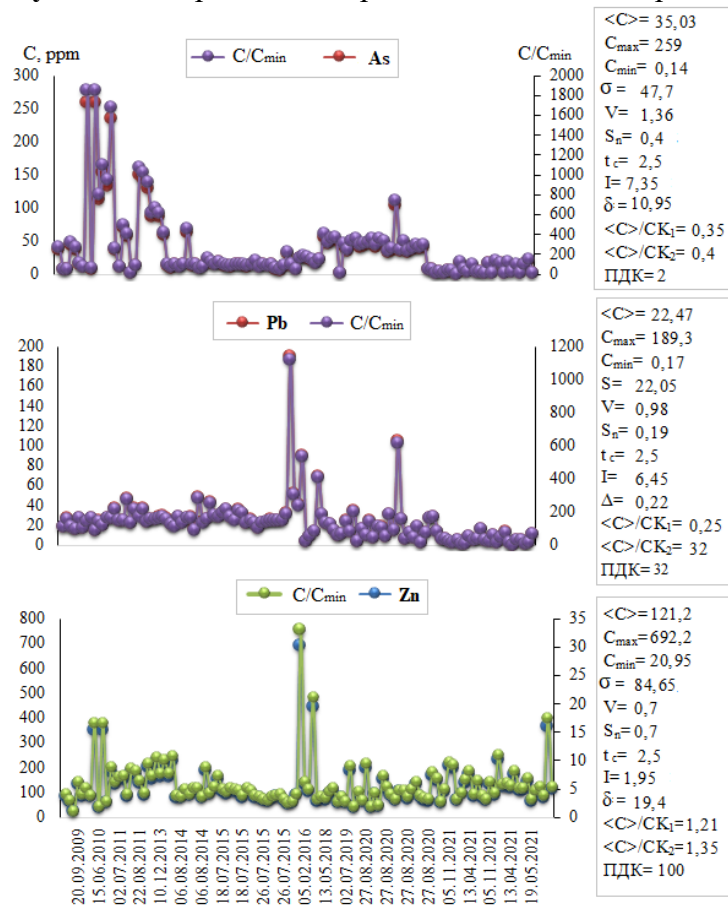 C, ppm
C/Cmin
As
C/Cmin
300
250
200
150
100
50
0
2000
1800
1600
1400
1200
1000
800
600
400
200
0
<C>= 35,03
Cmax= 259
Cmin= 0,14
σ = 47,7
V= 1,36
Sn= 0,4
tc= 2,5
I= 7,35
δ = 10,95
<C>/CK1= 0,35
<C>/CK2= 0,4
ПДК= 2
Pb
C/Cmin
200
180
160
140
120
100
80
60
40
20
0
1200
1000
800
600
400
200
0
<C>= 22,47
Cmax= 189,3
Cmin= 0,17
S= 22,05
V= 0,98
Sn= 0,19
tc= 2,5
I= 6,45
Δ= 0,22
<C>/CK1= 0,25
<C>/CK2= 32
ПДК= 32
C/Cmin
Zn
800
700
600
500
400
300
200
100
0
35
30
25
20
15
10
5
0
20.09.2009
15.06.2010
02.07.2011
22.08.2011
10.12.2013
06.08.2014
06.08.2014
18.07.2015
18.07.2015
26.07.2015
26.07.2015
05.02.2016
13.05.2018
02.07.2019
27.08.2020
27.08.2020
27.08.2020
27.08.2020
05.11.2021
13.04.2021
05.11.2021
13.04.2021
19.05.2021
<C>=121,2
Cmax= 692,2
Cmin= 20,95
σ = 84,65
V= 0,7
Sn= 0,7
tc= 2,5
I= 1,95
δ= 19,4
<C>/CK1=1,21
<C>/CK2=1,35
ПДК= 100